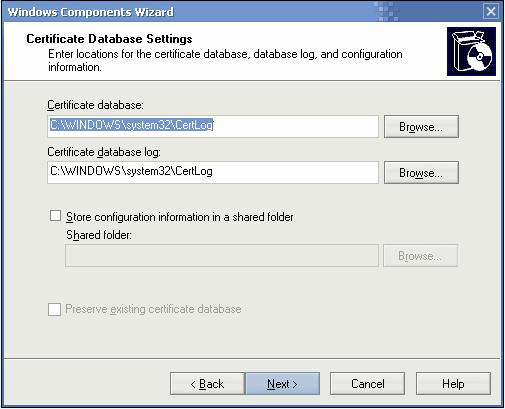 Windows Components Wizard
Certificate Database Settings
Enter locations for the certificate database, database log, and configuration
information.
Certificate database:
C:\WINDOWS\system32\CertLog
Browse...
Certificate database log:
C:\WINDOWS\system32\CertLog
Browse...
Store configuration information in a shared folder
Shared folder:
Browse...
Preserve existing certificate database
< Back
Next >
Cancel
Help